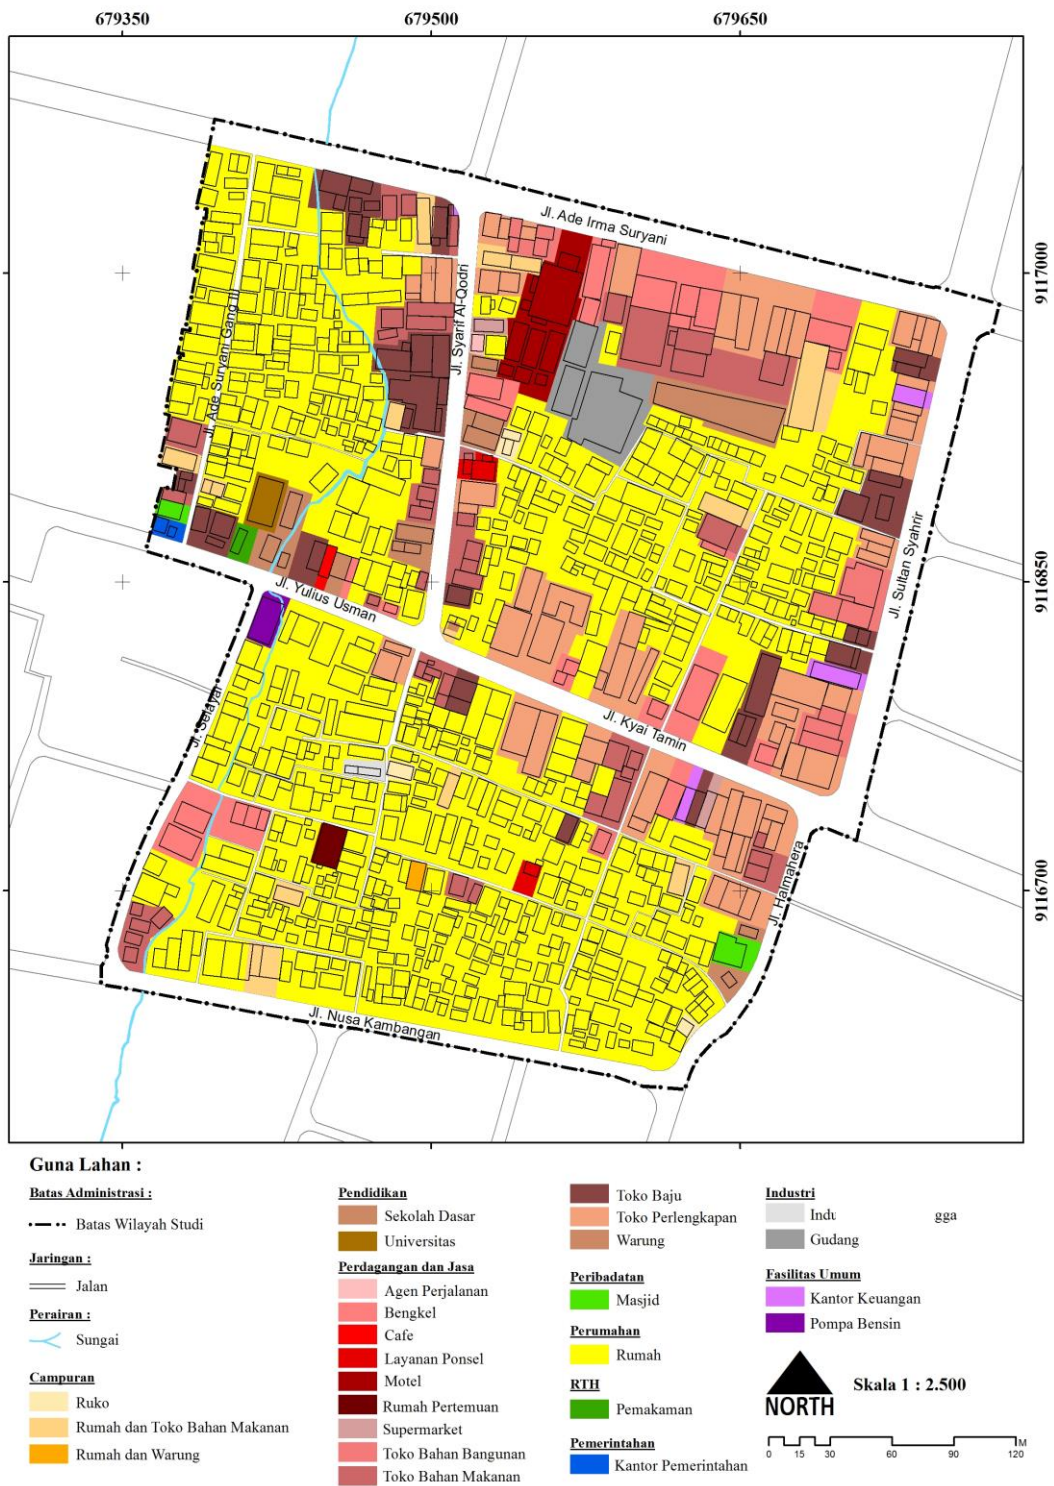 679350
679500
679650
9117000
9116850
9116700
Jl. Ade Irma Suryani
Jl. Syarif Al-Qodri
Jl. Ade Suryani Gang II
Jl. Sultan Syahrir
Jl. Yulius Usman
Jl. Kyai Tamin
Jl. Selayar
Jl. Halmahera
Jl. Nusa Kambangan
Guna Lahan :
Batas Administrasi :
Batas Wilayah Studi
Jaringan :
Jalan
Perairan :
Sungai
Campuran
Ruko
Rumah dan Toko Bahan Makanan
Rumah dan Warung
Pendidikan
Sekolah Dasar
Universitas
Perdagangan dan Jasa
Agen Perjalanan
Bengkel
Cafe
Layanan Ponsel
Motel
Rumah Pertemuan
Supermarket
Toko Bahan Bangunan
Toko Bahan Makanan
Toko Baju
Toko Perlengkapan
Warung
Peribadatan
Masjid
Perumahan
Rumah
RTH
Pemakaman
Pemerintahan
Kantor Pemerintahan
Industri
gga
Gudang
Fasilitas Umum
Kantor Keuangan
Pompa Bensin
NORTH
Skala 1 : 2.500
0 15 30 60 90 120 M